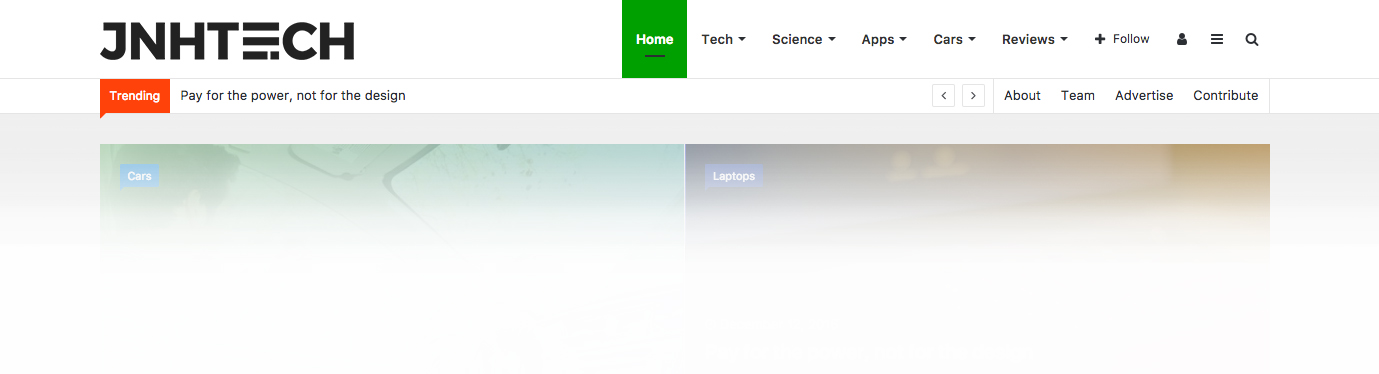 JNHTECH Home Tech Science Apps Cars Reviews Follow
Trending Pay for the power, not for the design About Team Advertise Contribute
Cars Laptops